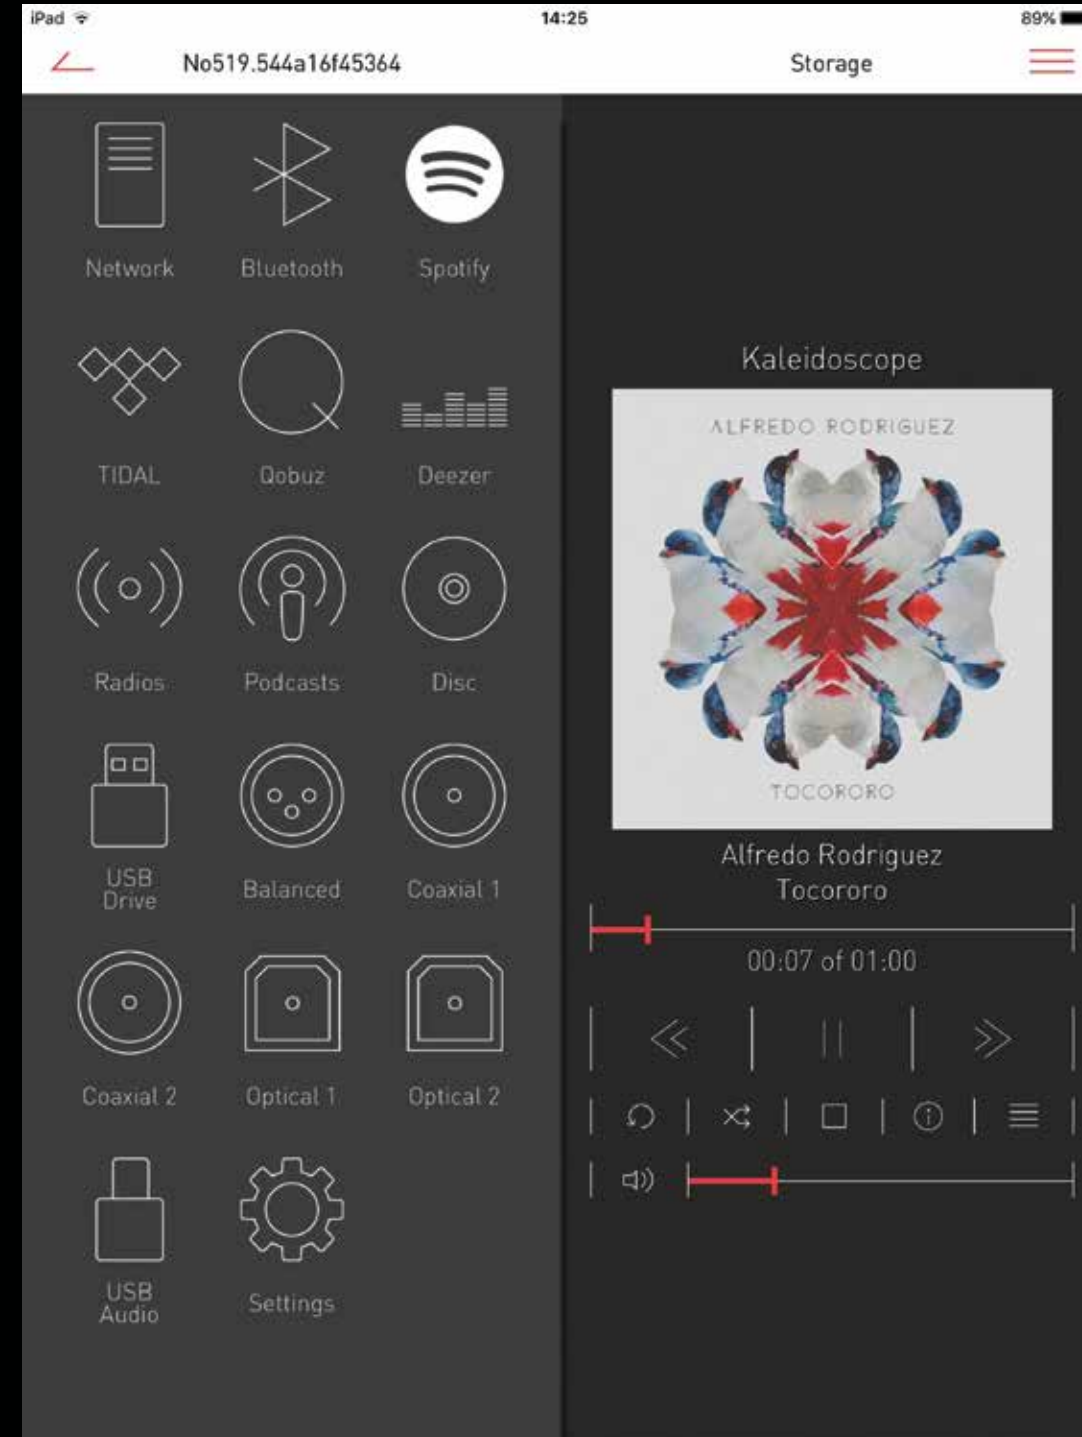 iPad 14:25 89%
No519.544a16f45364 Storage
Network Bluetooth Spotify
TIDAL Qobuz Deezer
Radios Podcasts Disc
USB
Drive
Balanced Coaxial 1
Coaxial 2 Optical 1 Optical 2
USB
Audio
Settings
Kaleidoscope
ALFREDO RODRIGUEZ
TOCORORO
Alfredo Rodriguez
Tocororo
00:07 of 01:00